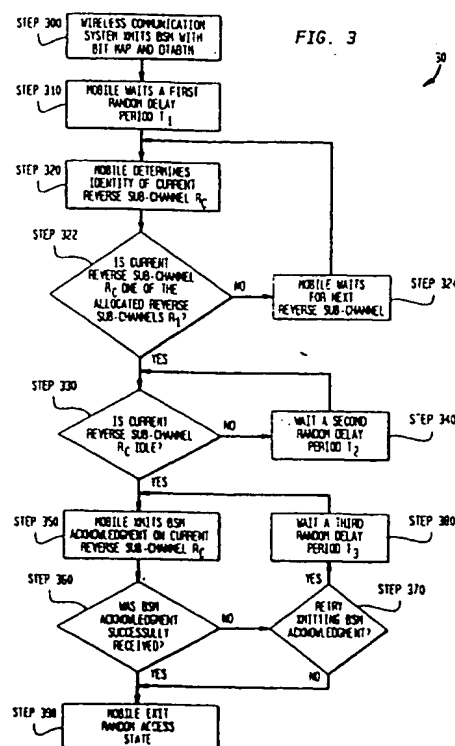 FIG. 3
STEP 300
WIRELESS COMMUNICATION
SYSTEM XMITS BSM WITH
BIT MAP AND DTABTM
STEP 310
MOBILE WAITS A FIRST
RANDOM DELAY
PERIOD T1
STEP 320
MOBILE DETERMINES
IDENTITY OF CURRENT
REVERSE SUB-CHANNEL RC
STEP 322
IS CURRENT
REVERSE SUB-CHANNEL
RC ONE OF THE
ALLOCATED REVERSE
SUB-CHANNELS R1?
NO
MOBILE WAITS
FOR NEXT
REVERSE SUB-CHANNEL
STEP 324
YES
STEP 330
IS CURRENT
REVERSE SUB-CHANNEL
RC IDLE?
NO
WAIT A SECOND
RANDOM DELAY
PERIOD T2
STEP 340
YES
STEP 350
MOBILE XMITS BSM
ACKNOWLEDGMENT ON CURRENT
REVERSE SUB-CHANNEL RC
WAIT A THIRD
RANDOM DELAY
PERIOD T3
STEP 380
STEP 360
WAS BSM
ACKNOWLEDGMENT
SUCCESSFULLY
RECEIVED?
NO
YES
STEP 370
RETRY
XMITTING BSM
ACKNOWLEDGMENT?
YES
NO
STEP 390
MOBILE EXIT
RANDOM ACCESS
STATE